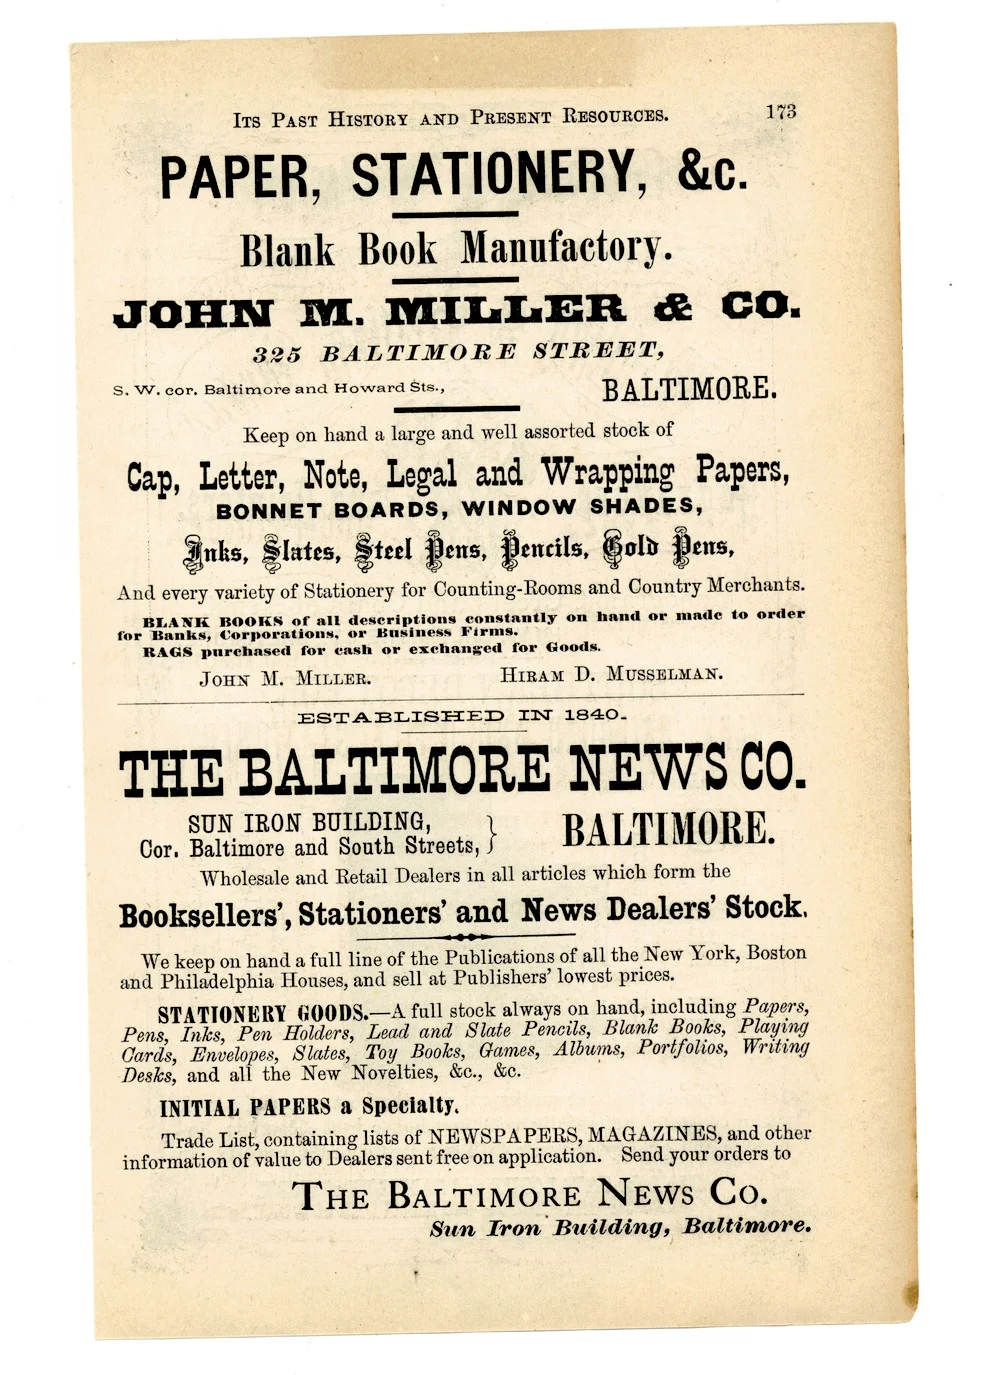 ITS PAST HISTORY AND PRESENT RESOURCES. 173
PAPER, STATIONERY, &c.
Blank Book Manufactory.
JOHN M. MILLER & CO.
325 BALTIMORE STREET,
S. W. cor. Baltimore and Howard Sts., BALTIMORE.
Keep on hand a large and well assorted stock of
Cap, Letter, Note, Legal and Wrapping Papers,
BONNET BOARDS, WINDOW SHADES,
Inks, Slates, Steel Pens, Pencils, Gold Pens,
And every variety of Stationery for Counting-Rooms and Country Merchants.
BLANK BOOKS of all descriptions constantly on hand or made to order
for Banks, Corporations, or Business Firms.
RAGS purchased for cash or exchanged for Goods.
JOHN M. MILLER. HIRAM D. MUSSELMAN.
ESTABLISHED IN 1840.
THE BALTIMORE NEWS CO.
SUN IRON BUILDING,
Cor. Baltimore and South Streets, } BALTIMORE.
Wholesale and Retail Dealers in all articles which form the
Booksellers', Stationers' and News Dealers' Stock.
We keep on hand a full line of the Publications of all the New York, Boston
and Philadelphia Houses, and sell at Publishers' lowest prices.
STATIONERY GOODS.—A full stock always on hand, including Papers,
Pens, Inks, Pen Holders, Lead and Slate Pencils, Blank Books, Playing
Cards, Envelopes, Slates, Toy Books, Games, Albums, Portfolios, Writing
Desks, and all the New Novelties, &c., &c.
INITIAL PAPERS a Specialty.
Trade List, containing lists of NEWSPAPERS, MAGAZINES, and other
information of value to Dealers sent free on application. Send your orders to
THE BALTIMORE NEWS CO.
Sun Iron Building, Baltimore.